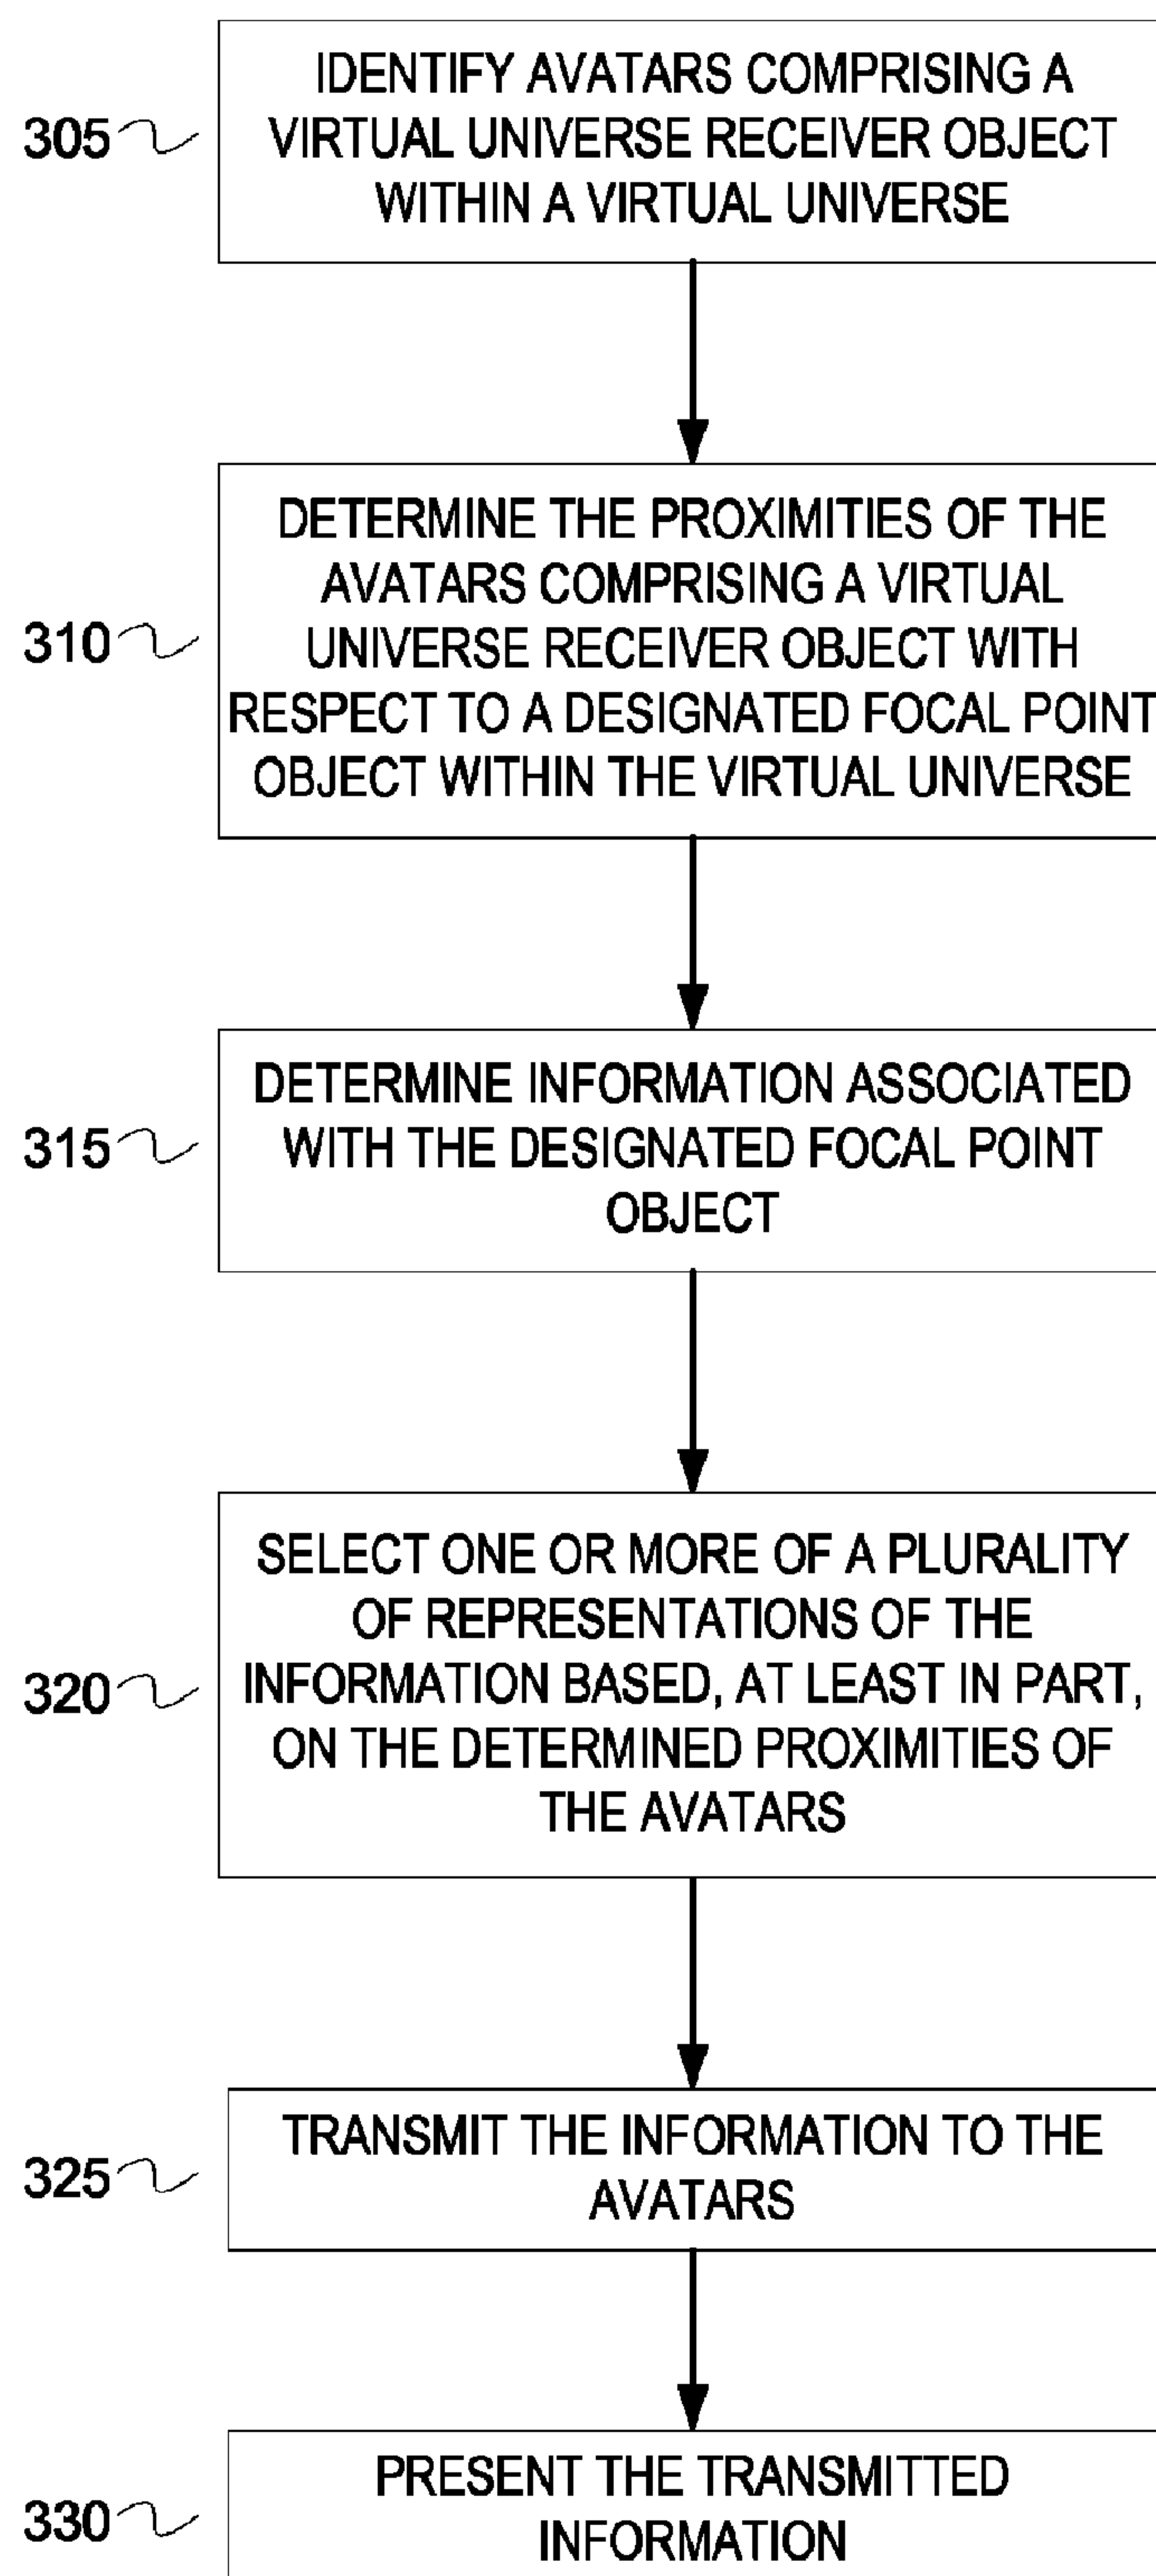 IDENTIFY AVATARS COMPRISING A
305
VIRTUAL UNIVERSE RECEIVER OBJECT
WITHIN A VIRTUAL UNIVERSE
DETERMINE THE PROXIMITIES OF THE
AVATARS COMPRISING A VIRTUAL
310
UNIVERSE RECEIVER OBJECT WITH
RESPECT TO A DESIGNATED FOCAL POINT
OBJECT WITHIN THE VIRTUAL UNIVERSE
DETERMINE INFORMATION ASSOCIATED
315
WITH THE DESIGNATED FOCAL POINT
OBJECT
SELECT ONE OR MORE OF A PLURALITY
OF REPRESENTATIONS OF THE
320
INFORMATION BASED, AT LEAST IN PART,
ON THE DETERMINED PROXIMITIES OF
THE AVATARS
TRANSMIT THE INFORMATION TO THE
325
AVATARS
PRESENT THE TRANSMITTED
330
INFORMATION